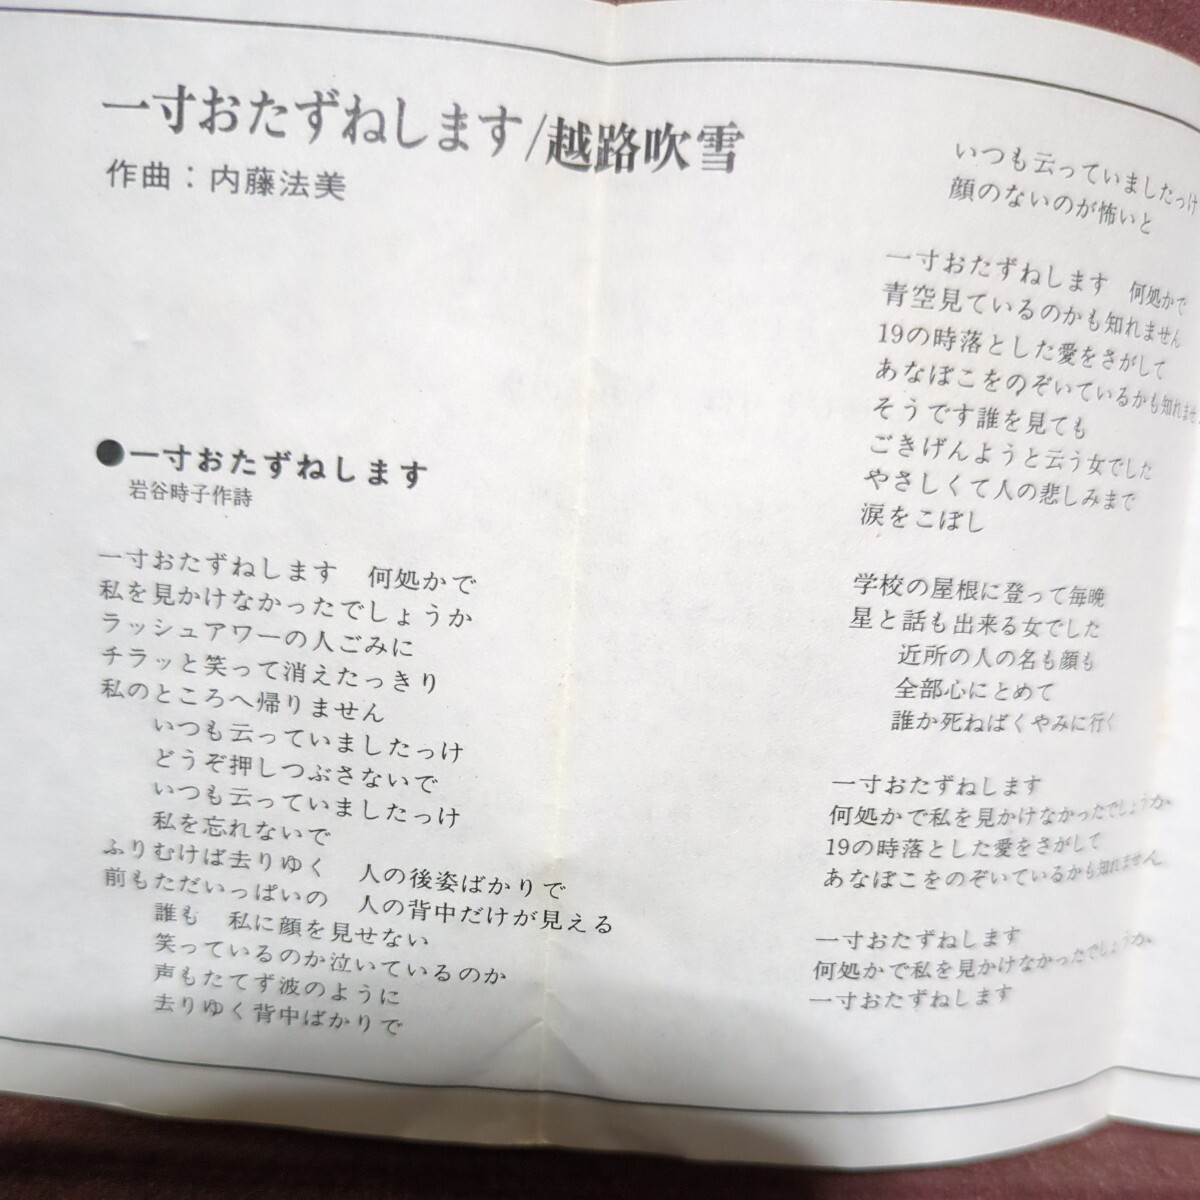 一寸おたずねします/越路吹雪
作曲：内藤法美
●一寸おたずねします
岩谷時子作詩
一寸おたずねします　何処かで
私を見かけなかったでしょうか
ラッシュアワーの人ごみに
チラッと笑って消えたっきり
私のところへ帰りません
いつも云っていましたっけ
どうぞ押しつぶさないで
いつも云っていましたっけ
私を忘れないで
ふりむけば去りゆく　人の後姿ばかりで
前もただいっぱいの　人の背中だけが見える
誰も　私に顔を見せない
笑っているのか泣いているのか
声もたてず波のように
去りゆく背中ばかりで
いつも云っていましたっけ
顔のないのが怖いと
一寸おたずねします　何処かで
青空見ているのかも知れません
19の時落とした愛をさがして
あなぼこをのぞいているかも知れません
そうです誰を見ても
ごきげんようと云う女でした
やさしくて人の悲しみまで
涙をこぼし
学校の屋根に登って毎晩
星と話も出来る女でした
近所の人の名も顔も
全部心にとめて
誰か死ねばくやみに行く
一寸おたずねします
何処かで私を見かけなかったでしょうか、
19の時落とした愛をさがして
あなぼこをのぞいているかも知れません
一寸おたずねします
何処かで私を見かけなかったでしょうか、
一寸おたずねします